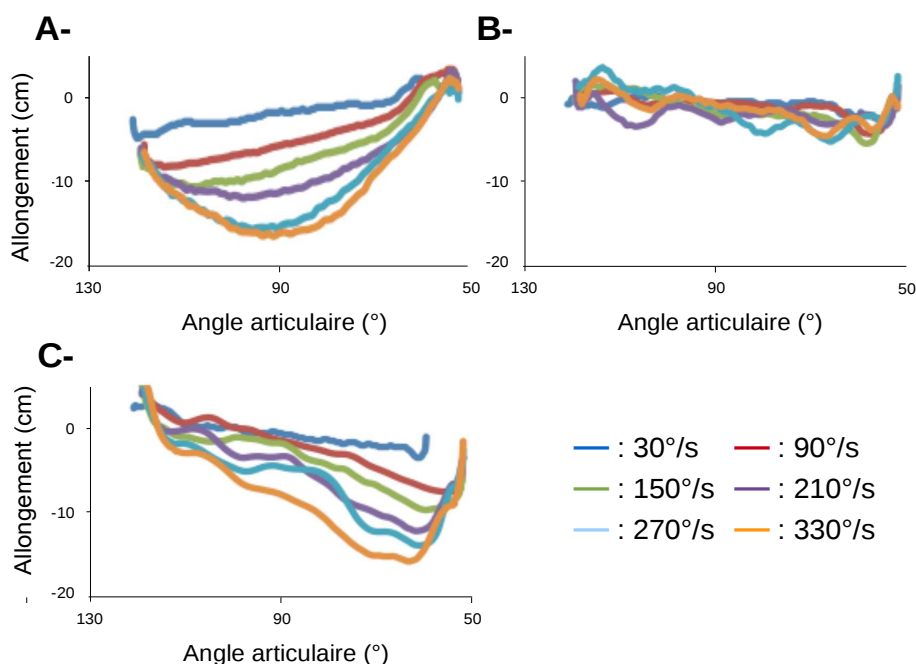 A-
Allongement (cm)
0
-10
-20
130
90
50
Angle articulaire (°)
B-
0
-10
-20
130
90
50
Angle articulaire (°)
C-
Allongement (cm)
0
-10
-20
130
90
50
Angle articulaire (°)
: 30°/s
: 90°/s
: 150°/s
: 210°/s
: 270°/s
: 330°/s